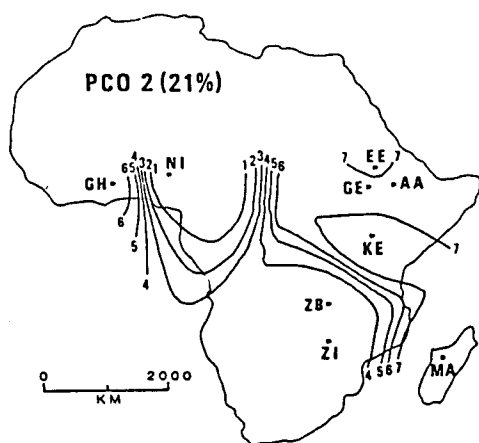 PCO 2 (21%)
4
6 5 3 2 1
NI
GH
6
5
4
1 2 3 4 5 6
7 EE 7
GE AA
KE
7
ZB
ZI
4 5 6 7
MA
0 2000
KM